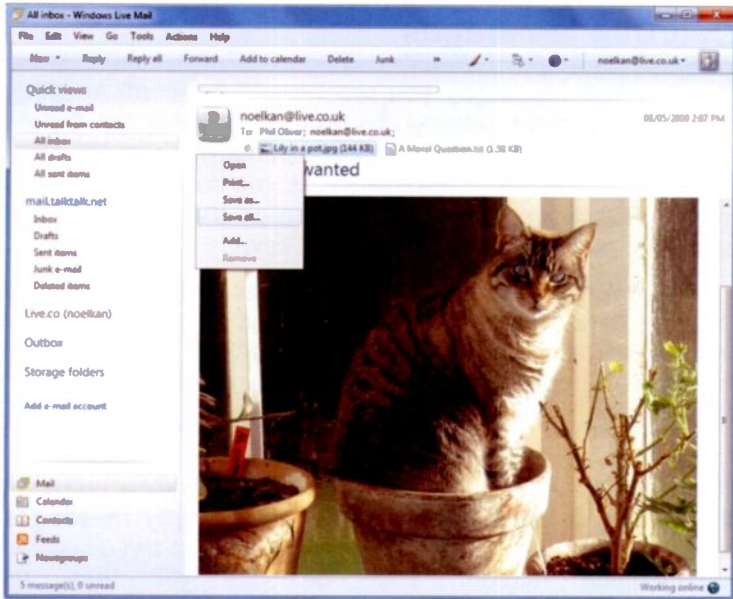 All inbox - Windows Live Mail
File Edit View Go Tools Actions Help
New Reply Reply all Forward Add to calendar Delete Junk » noelkan@live.co.uk
Quick views
Unread e-mail
Unread from contacts
All inbox
All drafts
All sent items
mail.talktalk.net
Inbox
Drafts
Sent items
Junk e-mail
Deleted items
Live.co (noelkan)
Outbox
Storage folders
Add e-mail account
Mail
Calendar
Contacts
Feeds
Newsgroups
noelkan@live.co.uk
08/05/2009 2:07 PM
To: Phil Oliver; noelkan@live.co.uk;
Lily in a pot.jpg (144 KB) A Moral Question.txt (1.58 KB)
wanted
Open
Print...
Save as...
Save all...
Add...
Remove
5 message(s), 0 unread
Working online